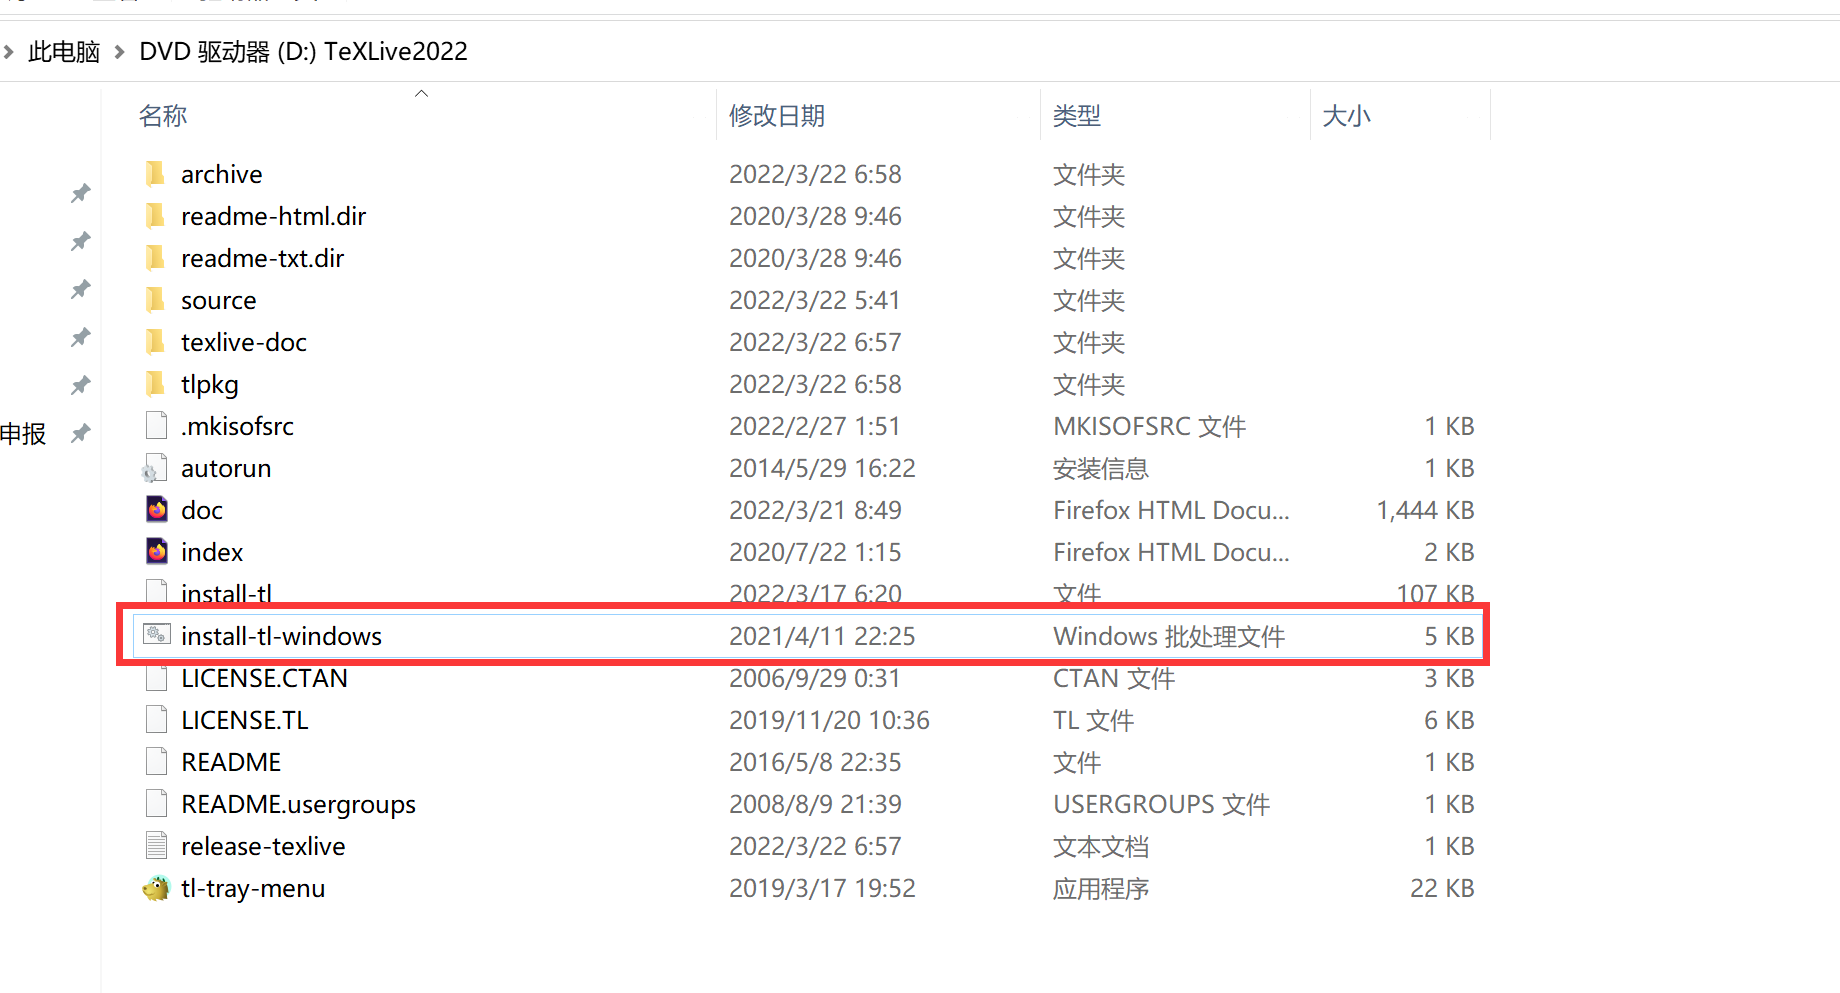 此电脑 DVD 驱动器 (D:) TeXLive2022
名称 修改日期 类型 大小
archive 2022/3/22 6:58 文件夹
readme-html.dir 2020/3/28 9:46 文件夹
readme-txt.dir 2020/3/28 9:46 文件夹
source 2022/3/22 5:41 文件夹
texlive-doc 2022/3/22 6:57 文件夹
tlpkg 2022/3/22 6:58 文件夹
申报 .mkisofsrc 2022/2/27 1:51 MKISOFSRC 文件 1 KB
autorun 2014/5/29 16:22 安装信息 1 KB
doc 2022/3/21 8:49 Firefox HTML Docu... 1,444 KB
index 2020/7/22 1:15 Firefox HTML Docu... 2 KB
install-tl 2022/3/17 6:20 文件 107 KB
install-tl-windows 2021/4/11 22:25 Windows 批处理文件 5 KB
LICENSE.CTAN 2006/9/29 0:31 CTAN 文件 3 KB
LICENSE.TL 2019/11/20 10:36 TL 文件 6 KB
README 2016/5/8 22:35 文件 1 KB
README.usergroups 2008/8/9 21:39 USERGROUPS 文件 1 KB
release-texlive 2022/3/22 6:57 文本文档 1 KB
tl-tray-menu 2019/3/17 19:52 应用程序 22 KB